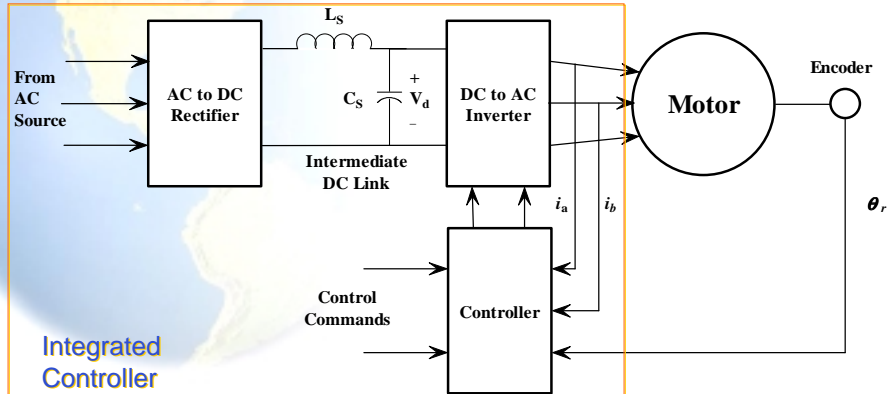 L_S
From
AC
Source
AC to DC
Rectifier
C_S
+
V_d
–
DC to AC
Inverter
Motor
Encoder
Intermediate
DC Link
i_a
i_b
θ_r
Control
Commands
Controller
Integrated
Controller